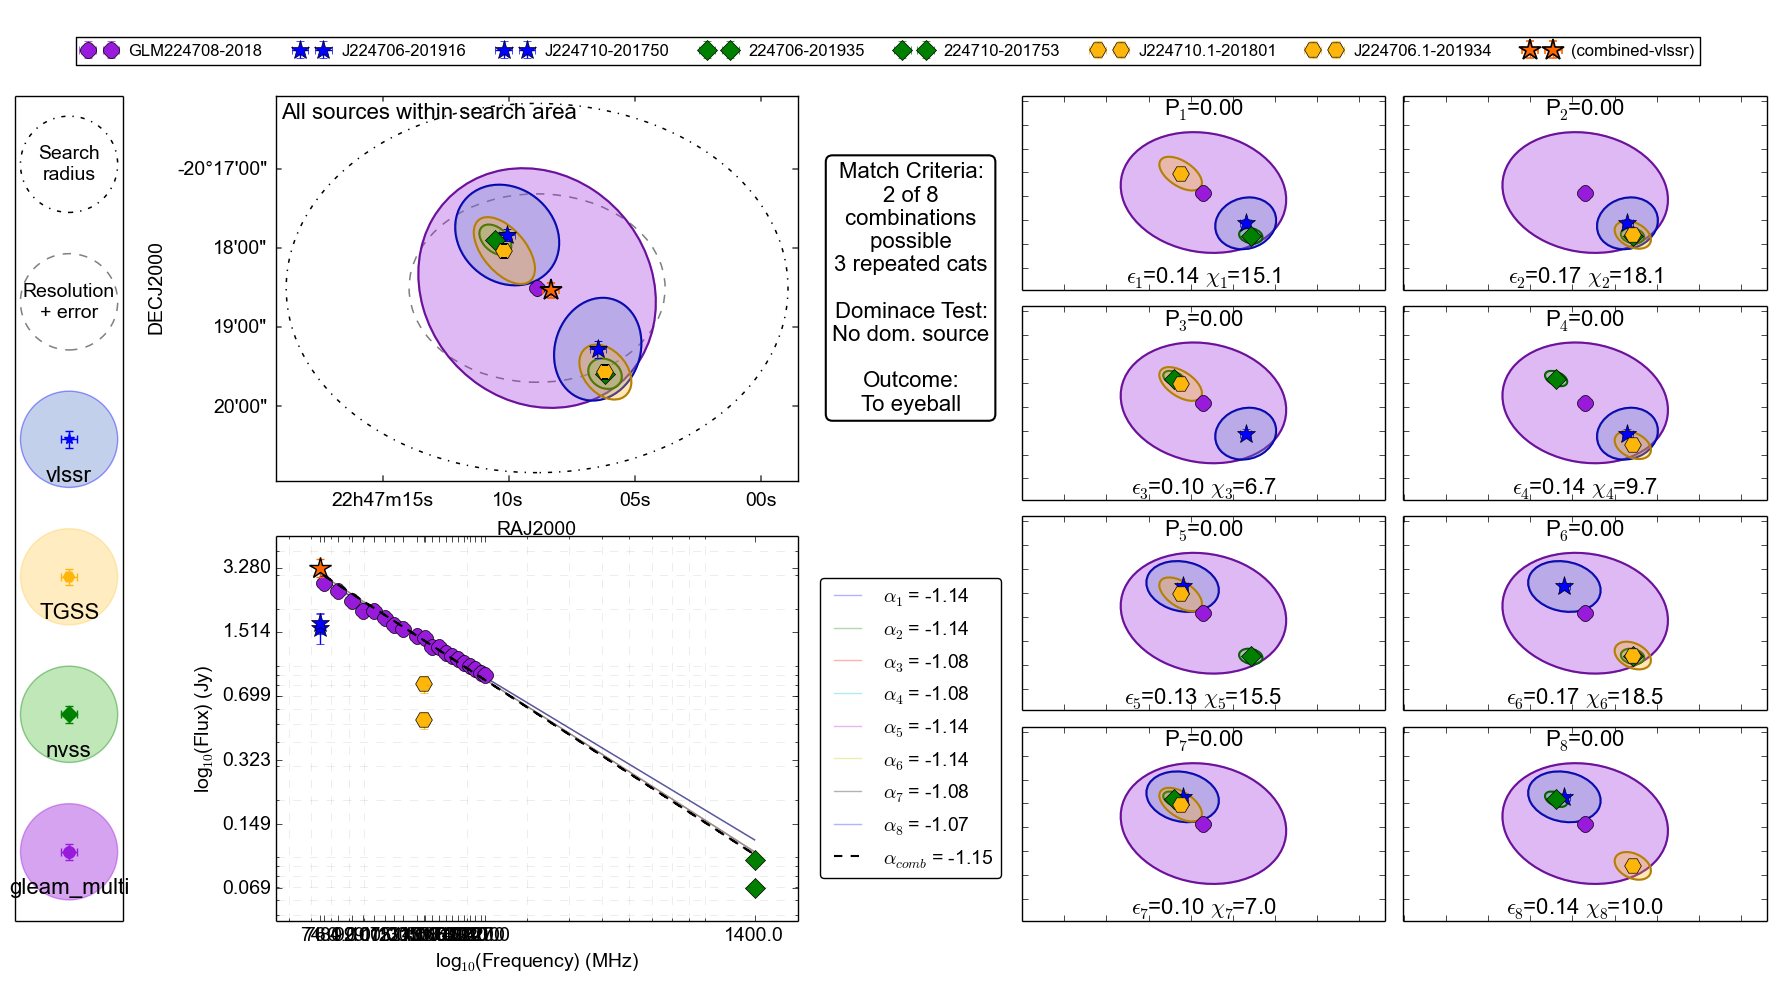 GLM224708-2018 J224706-201916 J224710-201750 224706-201935 224710-201753 J224710.1-201801 J224706.1-201934 (combined-vlssr)
Search
radius
Resolution
+ error
vlssr
TGSS
nvss
gleam_multi
All sources within search area
DECJ2000
-20°17'00"
18'00"
19'00"
20'00"
22h47m15s 10s 05s 00s
RAJ2000
Match Criteria:
2 of 8
combinations
possible
3 repeated cats
Dominace Test:
No dom. source
Outcome:
To eyeball
log10(Flux) (Jy)
3.280
1.514
0.699
0.323
0.149
0.069
1400.0
log10(Frequency) (MHz)
α1 = -1.14
α2 = -1.14
α3 = -1.08
α4 = -1.08
α5 = -1.14
α6 = -1.14
α7 = -1.08
α8 = -1.07
αcomb = -1.15
P1=0.00
ϵ1=0.14 χ1=15.1
P2=0.00
ϵ2=0.17 χ2=18.1
P3=0.00
ϵ3=0.10 χ3=6.7
P4=0.00
ϵ4=0.14 χ4=9.7
P5=0.00
ϵ5=0.13 χ5=15.5
P6=0.00
ϵ6=0.17 χ6=18.5
P7=0.00
ϵ7=0.10 χ7=7.0
P8=0.00
ϵ8=0.14 χ8=10.0